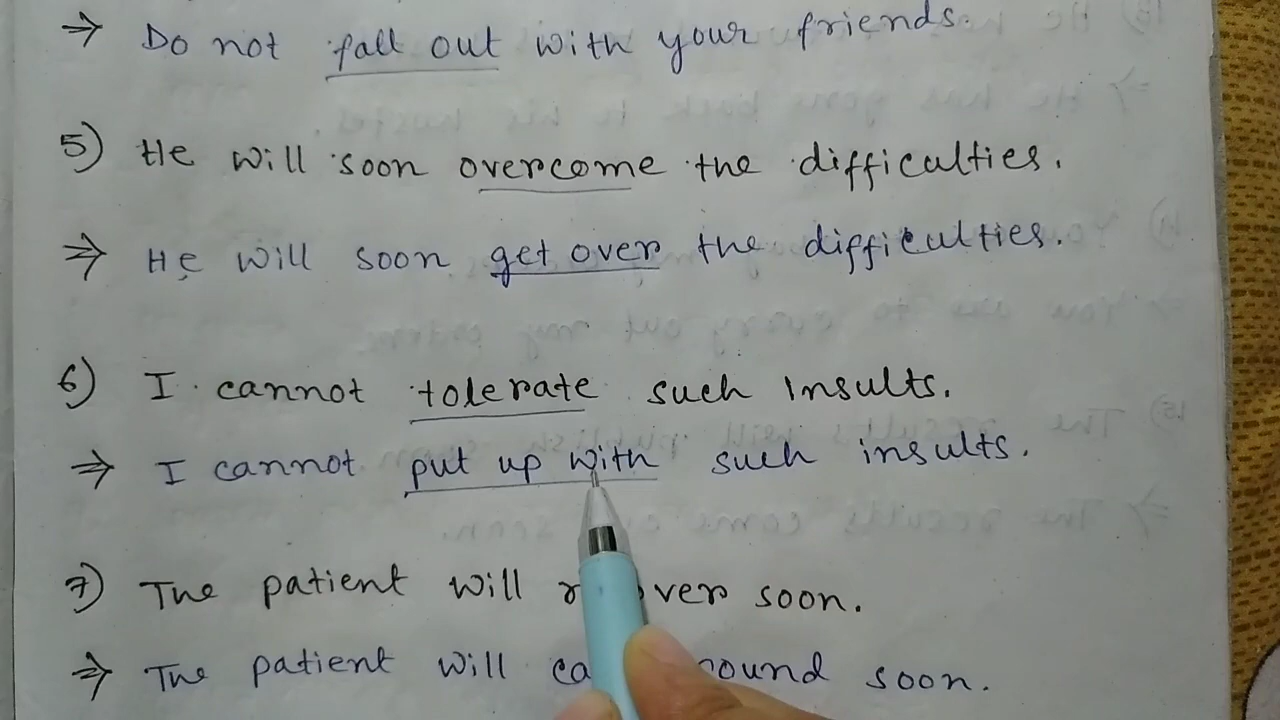 ⇒ Do not fall out with your friends.
5) He will soon overcome the difficulties.
⇒ He will soon get over the difficulties.
6) I cannot tolerate such insults.
⇒ I cannot put up with such insults.
7) The patient will soon.
⇒ The patient will soon.